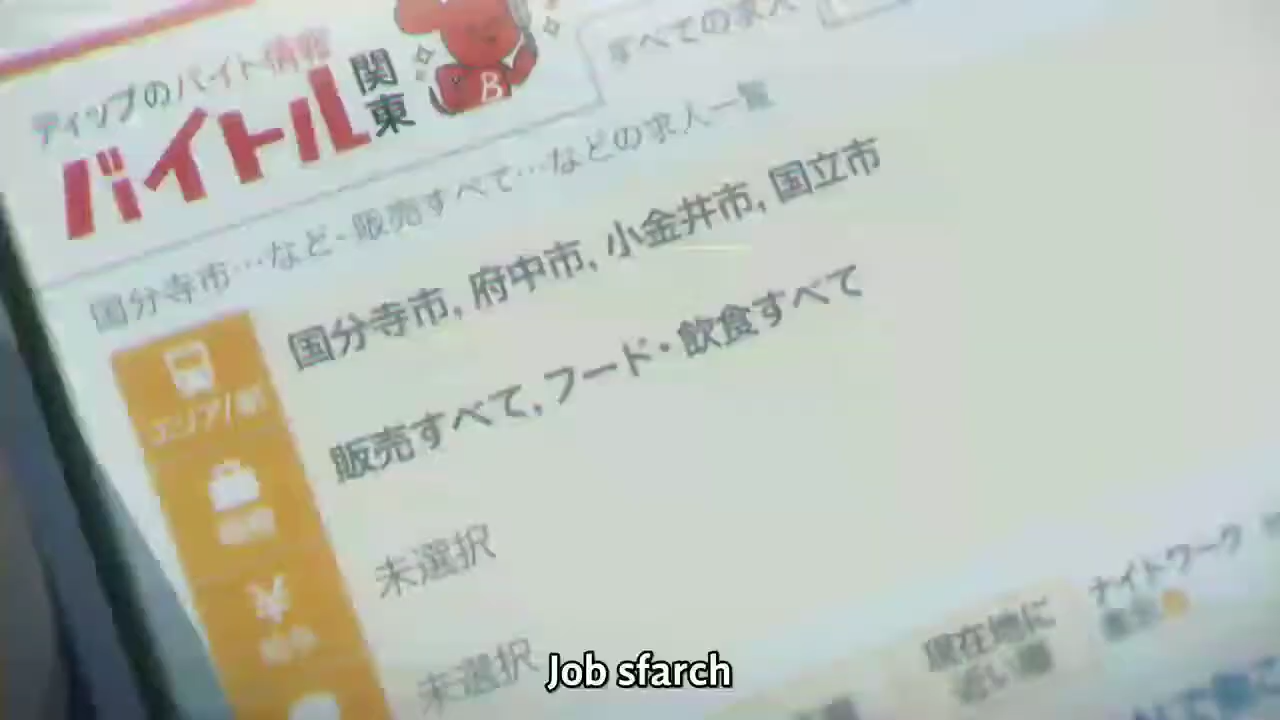 ディップのバイト情報
バイトル 関東
B
すべての求人
国分寺市…など・販売すべて…などの求人一覧
エリア/駅
国分寺市, 府中市, 小金井市, 国立市
販売すべて, フード・飲食すべて
¥
未選択
未選択
現在地に
近い順
ナイトワーク
Job sfarch